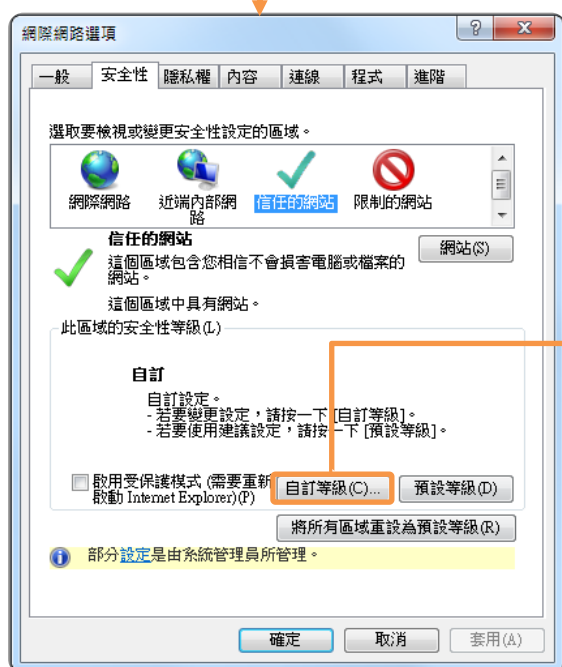 網際網路選項
一般 安全性 隱私權 內容 連線 程式 進階
選取要檢視或變更安全性設定的區域。
網際網路 近端內部網路 信任的網站 限制的網站
信任的網站
網站(S)
這個區域包含您相信不會損害電腦或檔案的
網站。
這個區域中具有網站。
此區域的安全性等級(L)
自訂
自訂設定。
- 若要變更設定，請按一下 [自訂等級]。
- 若要使用建議設定，請按一下 [預設等級]。
啟用受保護模式 (需要重新
啟動 Internet Explorer)(P)
自訂等級(C)... 預設等級(D)
將所有區域重設為預設等級(R)
部分設定是由系統管理員所管理。
確定 取消 套用(A)